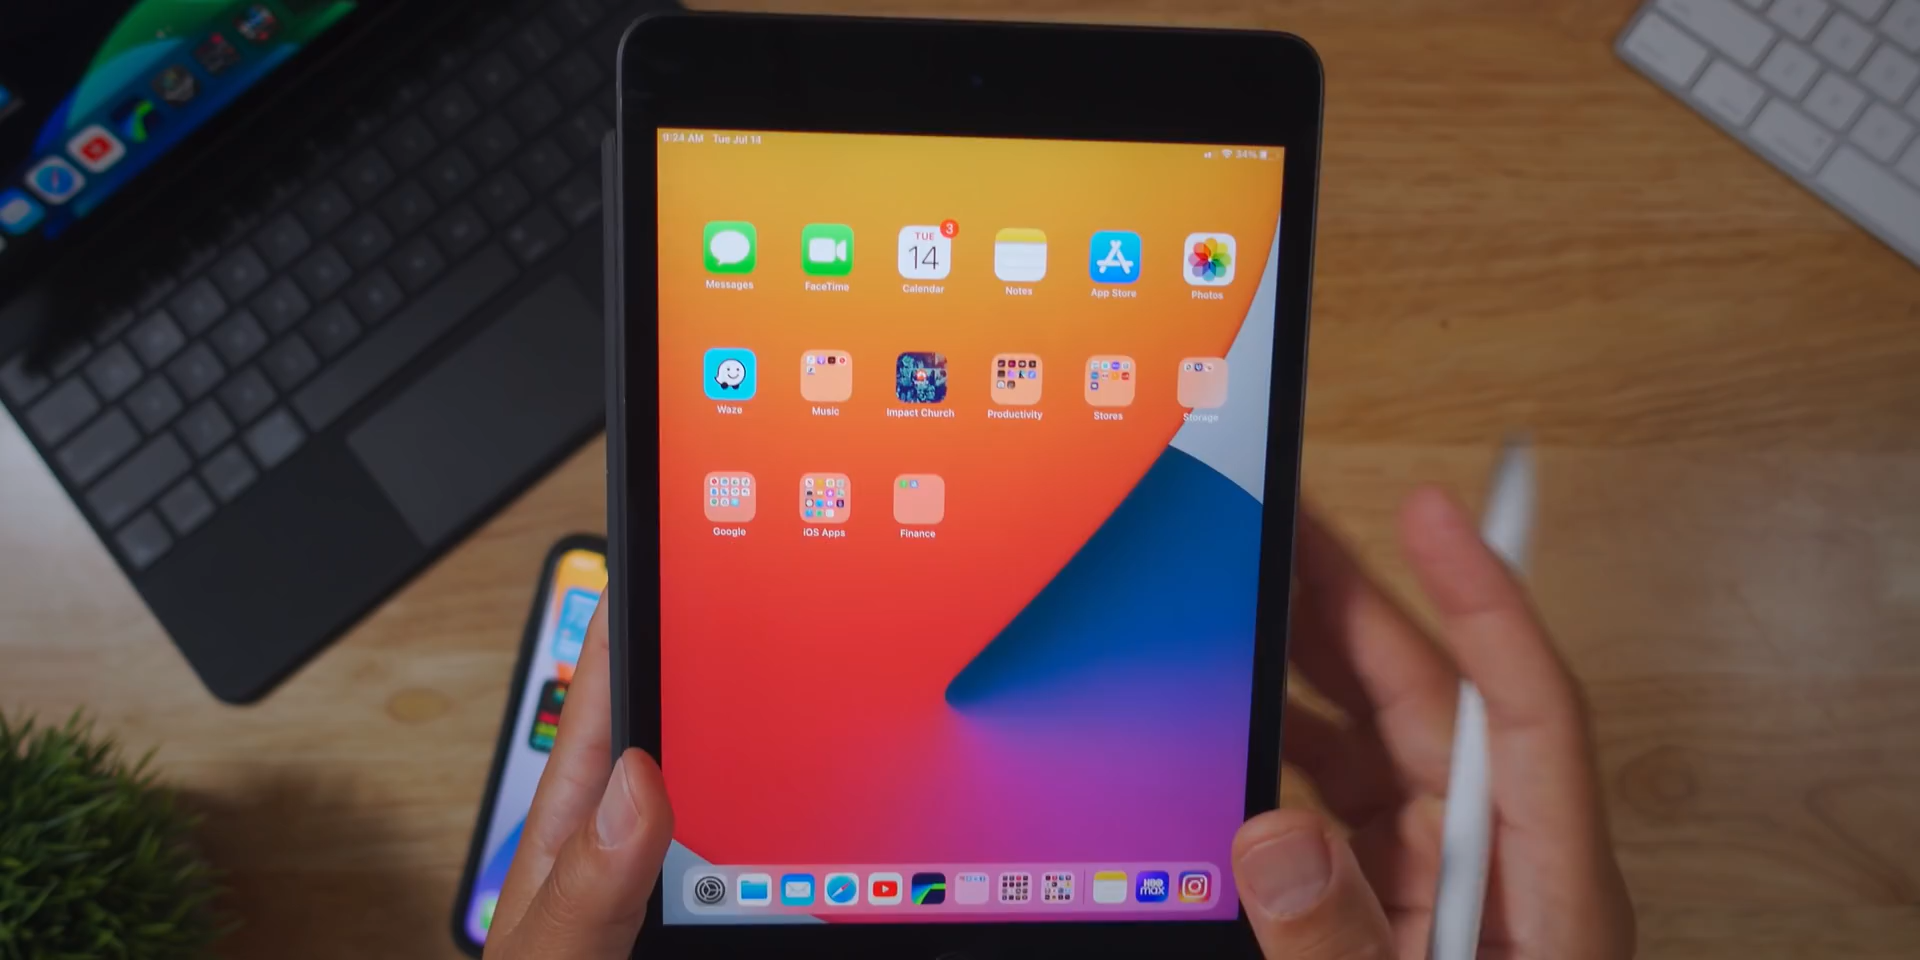 9:24 AM Tue Jul 14
34%
3
TUE
14
Messages FaceTime Calendar Notes App Store Photos
Waze Music Impact Church Productivity Stores Storage
Google iOS Apps Finance
HBO
max